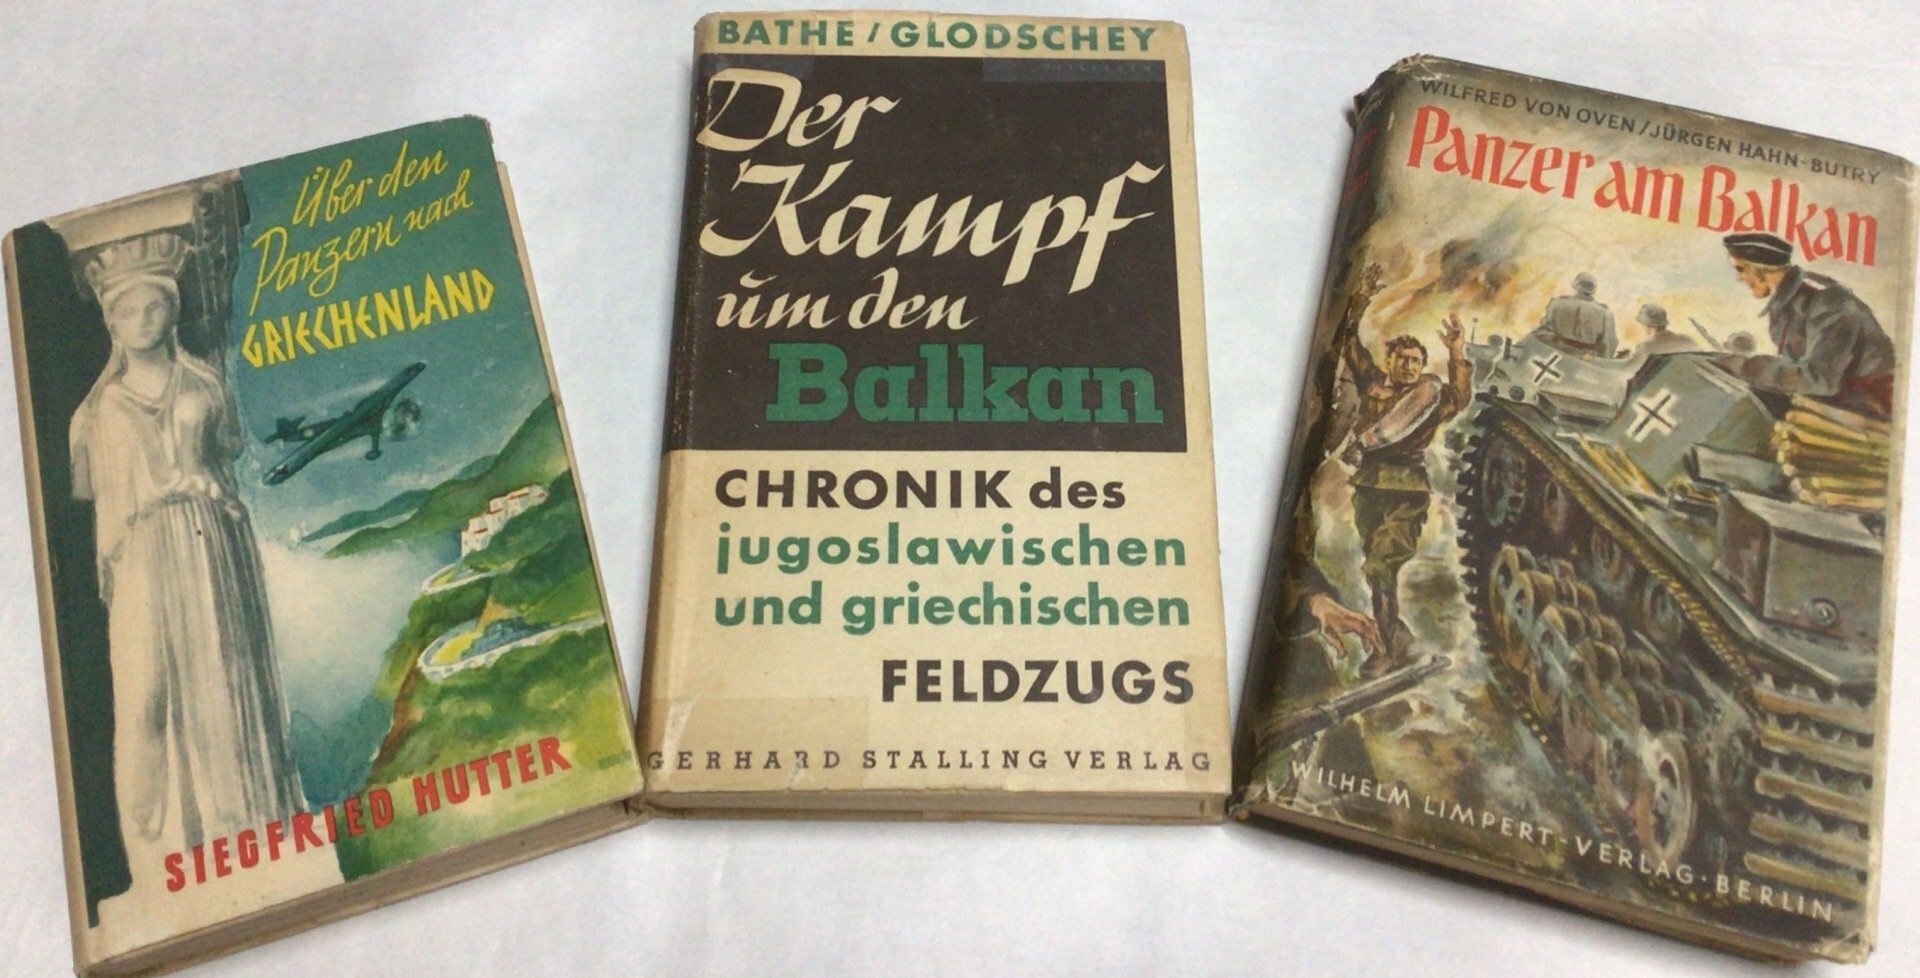 Über den
Panzern nach
GRIECHENLAND
SIEGFRIED HUTTER
BATHE / GLODSCHEY
Der
Kampf
um den
Balkan
CHRONIK des
jugoslawischen
und griechischen
FELDZUGS
GERHARD STALLING VERLAG
WILFRED VON OVEN/JÜRGEN HAHN-BUTRY
Panzer am Balkan
WILHELM LIMPERT-VERLAG·BERLIN